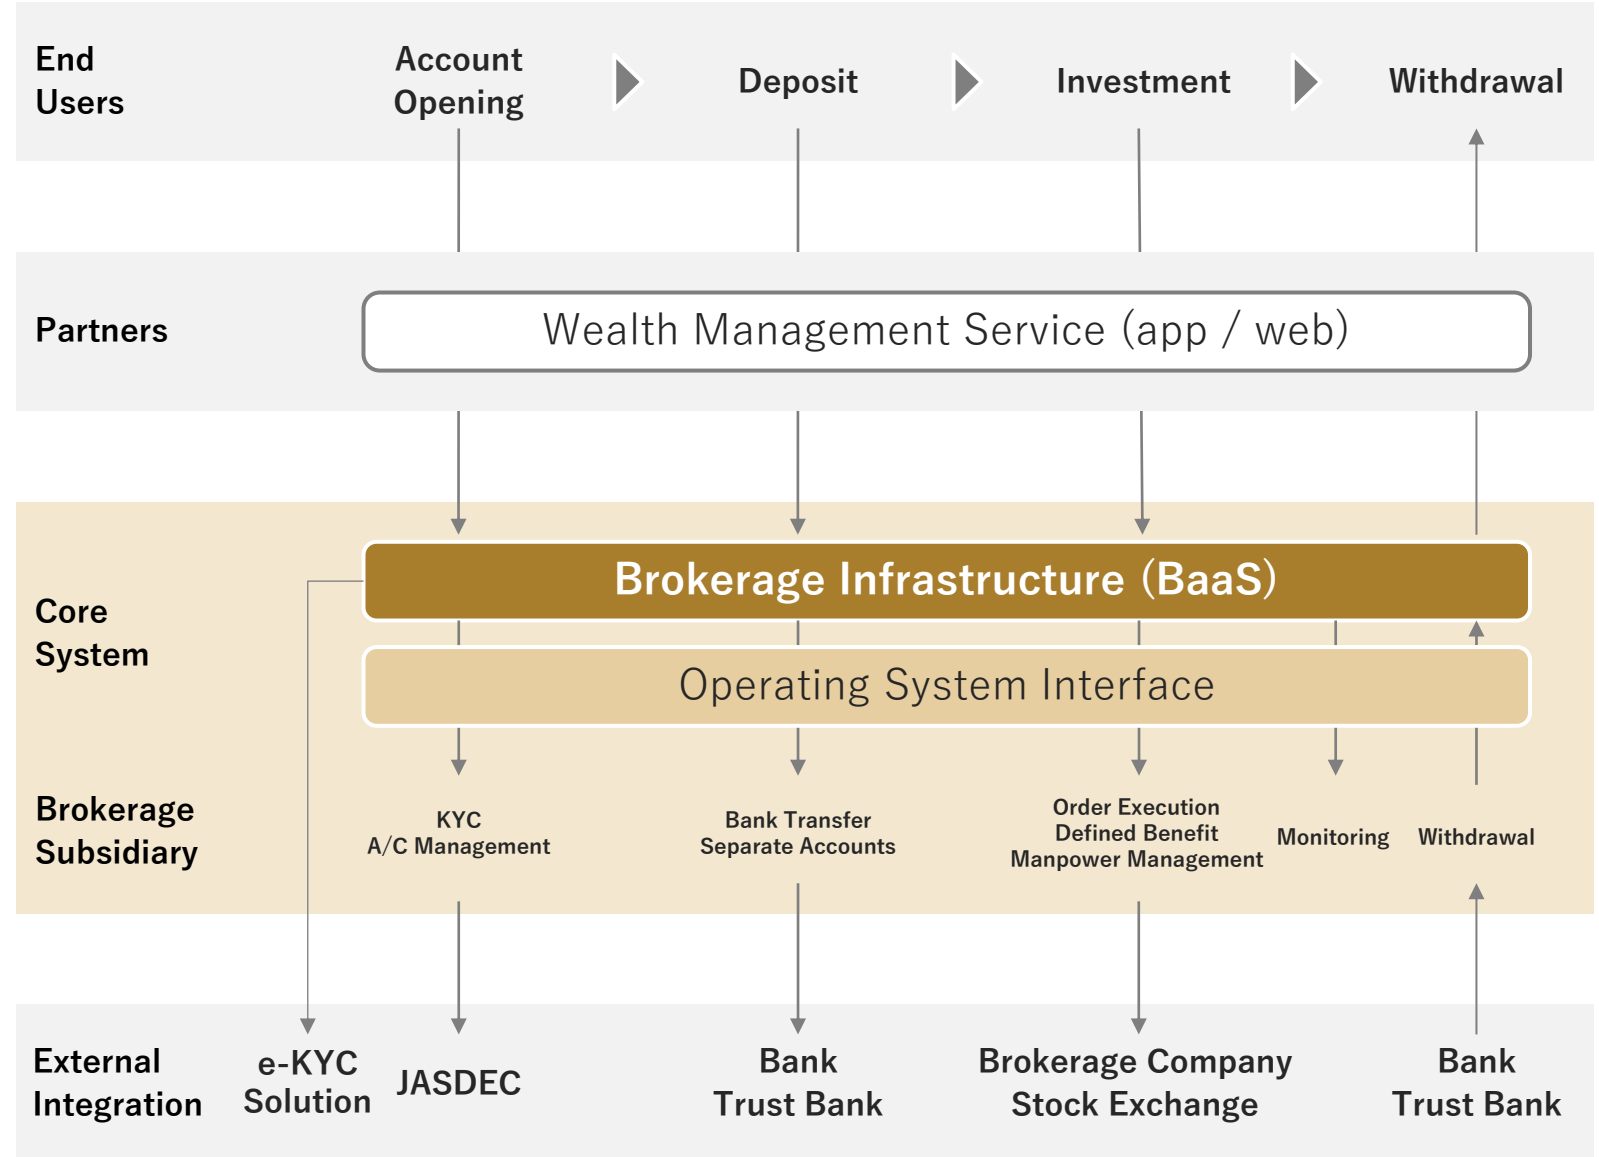 End
Users
Account
Opening
Deposit
Investment
Withdrawal
Partners
Wealth Management Service (app / web)
Core
System
Brokerage Infrastructure (BaaS)
Operating System Interface
Brokerage
Subsidiary
KYC
A/C Management
Bank Transfer
Separate Accounts
Order Execution
Defined Benefit
Manpower Management
Monitoring
Withdrawal
External
Integration
e-KYC
Solution
JASDEC
Bank
Trust Bank
Brokerage Company
Stock Exchange
Bank
Trust Bank